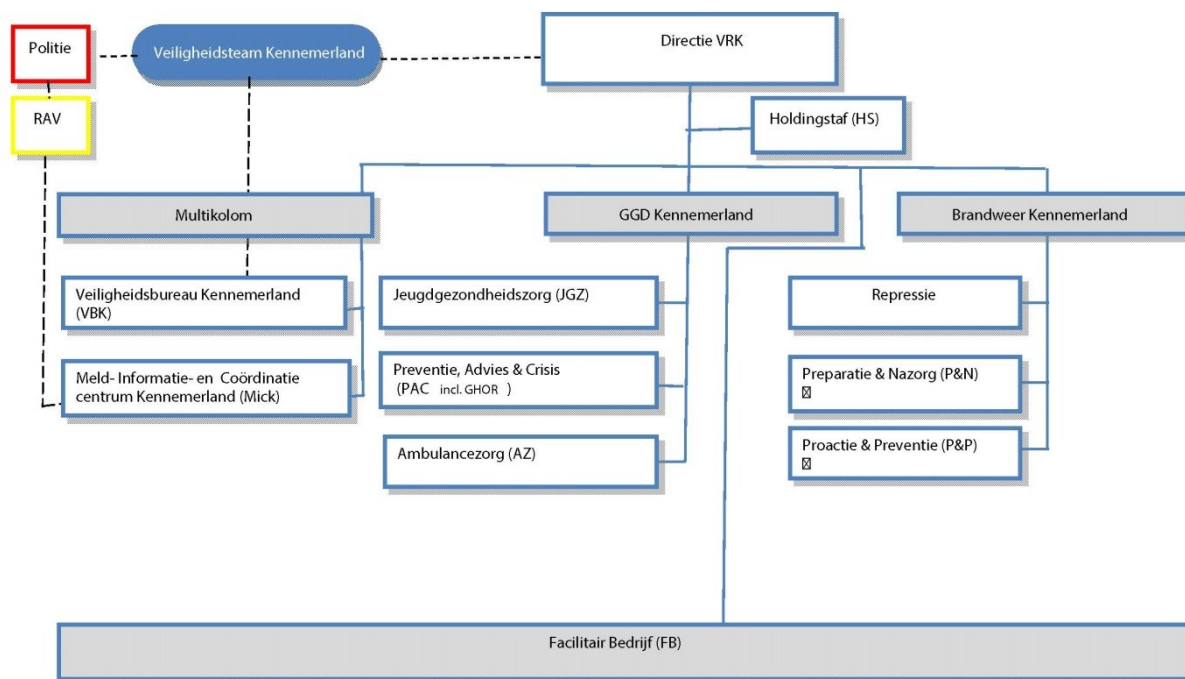 Politie
Veiligheidsteam Kennemerland
Directie VRK
RAV
Holdingstaf (HS)
Multikolom
GGD Kennemerland
Brandweer Kennemerland
Veiligheidsbureau Kennemerland
(VBK)
Jeugdgezondheidszorg (JGZ)
Repressie
Meld- Informatie- en Coördinatie
centrum Kennemerland (Mick)
Preventie, Advies & Crisis
(PAC incl. GHOR )
Preparatie & Nazorg (P&N)
Ambulancezorg (AZ)
Proactie & Preventie (P&P)
Facilitair Bedrijf (FB)